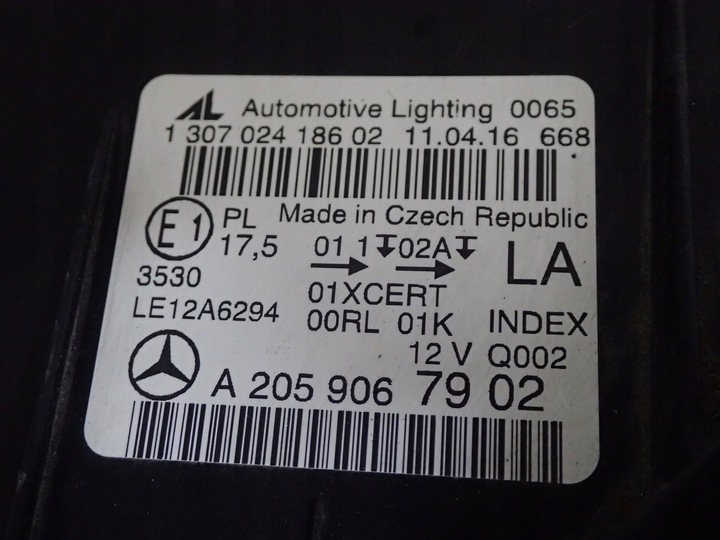 AL Automotive Lighting 0065
1 307 024 186 02 11.04.16 668
E1 PL Made in Czech Republic
17,5 01 1 02A LA
3530
01XCERT
LE12A6294 00RL 01K INDEX
12 V Q002
A 205 906 79 02